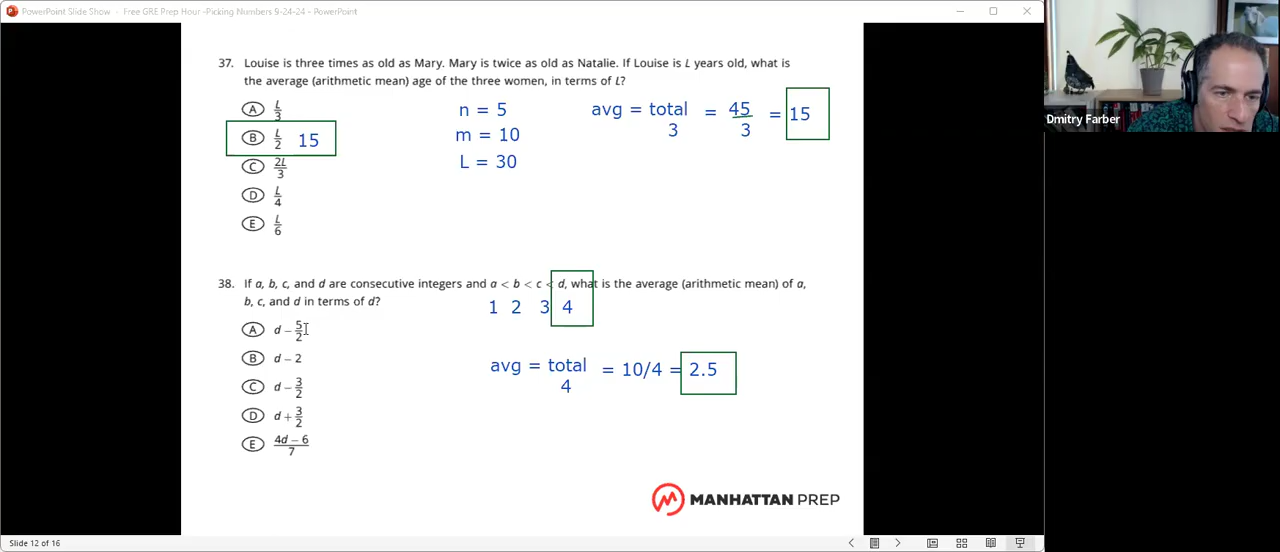 PowerPoint Slide Show - Free GRE Prep Hour -Picking Numbers 9-24-24 - PowerPoint
37. Louise is three times as old as Mary. Mary is twice as old as Natalie. If Louise is L years old, what is
the average (arithmetic mean) age of the three women, in terms of L?
A L/3
B L/2 15
C 2L/3
D L/4
E L/6
n = 5
m = 10
L = 30
avg = total/3 = 45/3 = 15
38. If a, b, c, and d are consecutive integers and a < b < c < d, what is the average (arithmetic mean) of a,
b, c, and d in terms of d?
1 2 3 4
A d − 5/2
B d − 2
C d − 3/2
D d + 3/2
E 4d − 6/7
avg = total/4 = 10/4 = 2.5
MANHATTAN PREP
Slide 12 of 16
Dmitry Farber